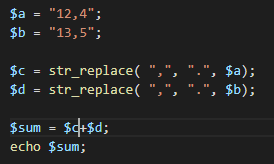 $a = "12,4";
$b = "13,5";
$c = str_replace( ",", ".", $a);
$d = str_replace( ",", ".", $b);
$sum = $c+$d;
echo $sum;